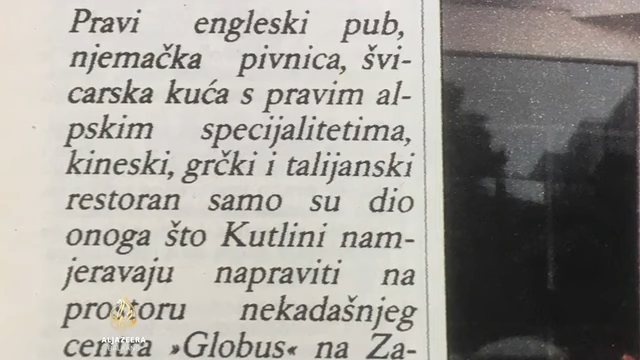 Pravi engleski pub,
njemačka pivnica, švi-
carska kuća s pravim al-
pskim specijalitetima,
kineski, grčki i talijanski
restoran samo su dio
onoga što Kutlini nam-
jeravaju napraviti na
prostoru nekadašnjeg
centra »Globus« na Za-
ALJAZEERA